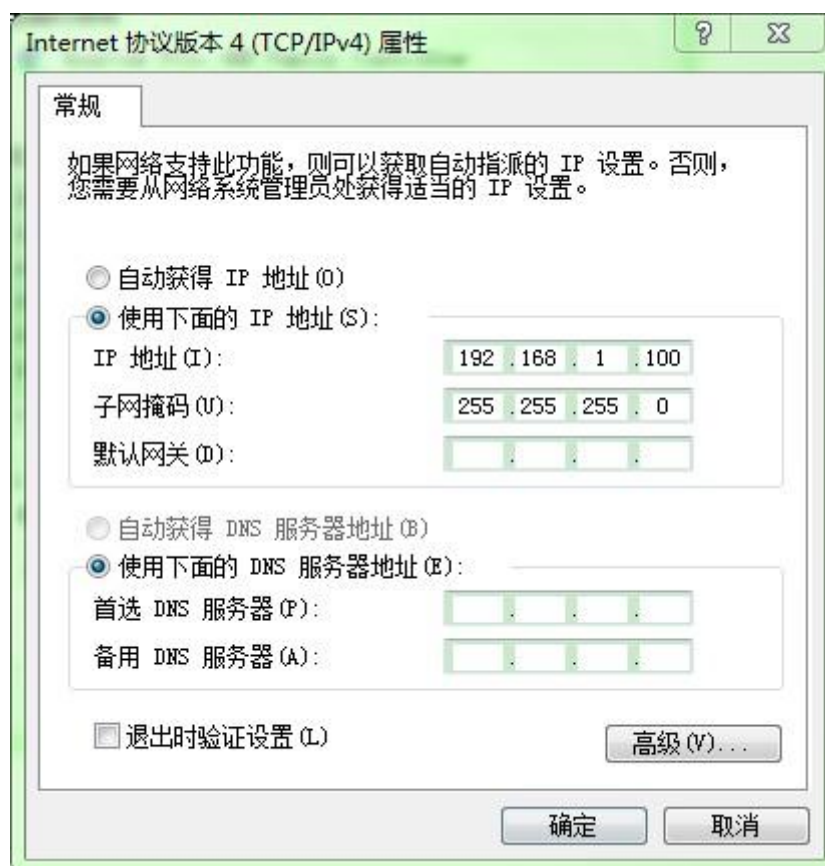 Internet 协议版本 4 (TCP/IPv4) 属性
常规
如果网络支持此功能，则可以获取自动指派的 IP 设置。否则，
您需要从网络系统管理员处获得适当的 IP 设置。
自动获得 IP 地址(O)
使用下面的 IP 地址(S):
IP 地址(I): 192 .168 . 1 .100
子网掩码(U): 255 .255 .255 . 0
默认网关(D): . . .
自动获得 DNS 服务器地址(B)
使用下面的 DNS 服务器地址(E):
首选 DNS 服务器(P): . . .
备用 DNS 服务器(A): . . .
退出时验证设置(L)
高级(V)...
确定 取消